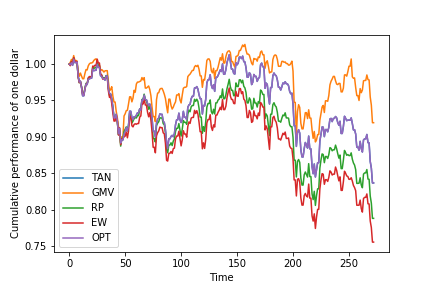 Cumulative performance of one dollar
1.00
0.95
0.90
0.85
0.80
0.75
TAN
GMV
RP
EW
OPT
0 50 100 150 200 250
Time